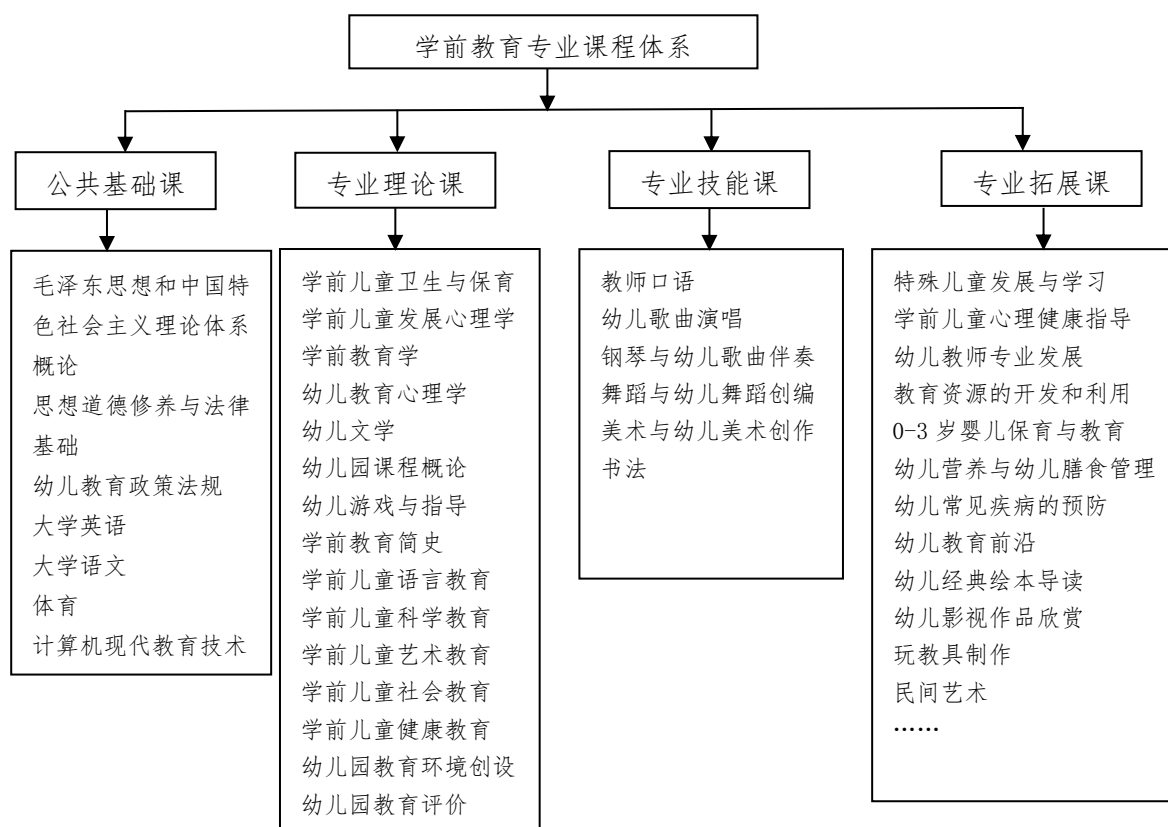 学前教育专业课程体系
公共基础课
专业理论课
专业技能课
专业拓展课
毛泽东思想和中国特
色社会主义理论体系
概论
思想道德修养与法律
基础
幼儿教育政策法规
大学英语
大学语文
体育
计算机现代教育技术
学前儿童卫生与保育
学前儿童发展心理学
学前教育学
幼儿教育心理学
幼儿文学
幼儿园课程概论
幼儿游戏与指导
学前教育简史
学前儿童语言教育
学前儿童科学教育
学前儿童艺术教育
学前儿童社会教育
学前儿童健康教育
幼儿园教育环境创设
幼儿园教育评价
教师口语
幼儿歌曲演唱
钢琴与幼儿歌曲伴奏
舞蹈与幼儿舞蹈创编
美术与幼儿美术创作
书法
特殊儿童发展与学习
学前儿童心理健康指导
幼儿教师专业发展
教育资源的开发和利用
0-3 岁婴儿保育与教育
幼儿营养与幼儿膳食管理
幼儿常见疾病的预防
幼儿教育前沿
幼儿经典绘本导读
幼儿影视作品欣赏
玩教具制作
民间艺术
……